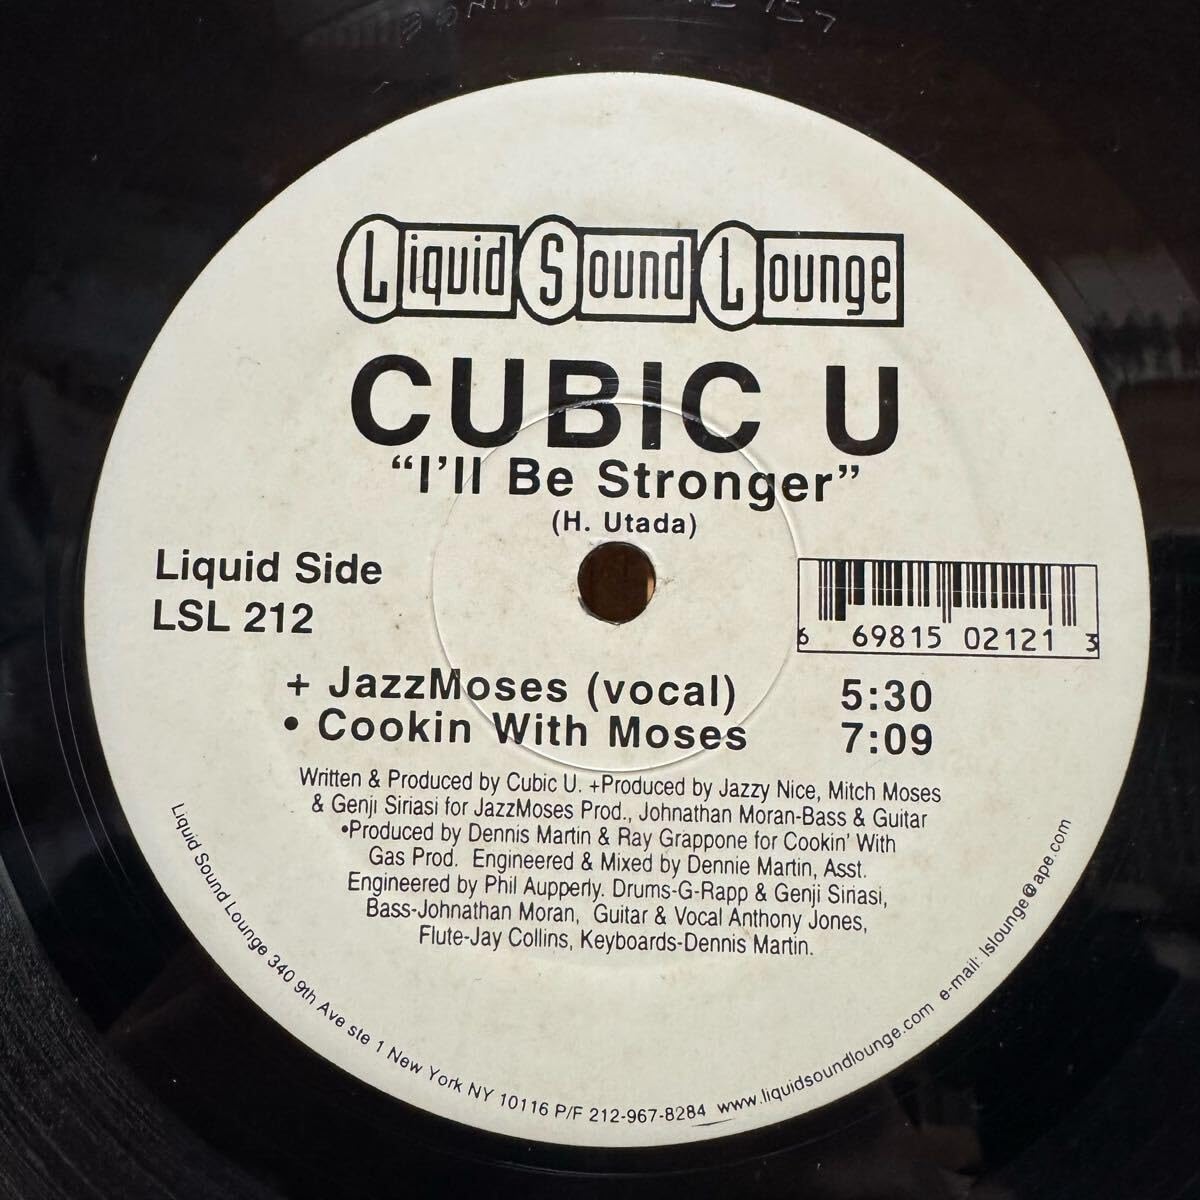 Liquid Sound Lounge
CUBIC U
“I’ll Be Stronger”
(H. Utada)
Liquid Side
LSL 212
6 69815 02121 3
+ JazzMoses (vocal) 5:30
• Cookin With Moses 7:09
Written & Produced by Cubic U. +Produced by Jazzy Nice, Mitch Moses
& Genji Siriasi for JazzMoses Prod., Johnathan Moran-Bass & Guitar
•Produced by Dennis Martin & Ray Grappone for Cookin’ With
Gas Prod. Engineered & Mixed by Dennie Martin, Asst.
Engineered by Phil Aupperly. Drums-G-Rapp & Genji Siriasi,
Bass-Johnathan Moran, Guitar & Vocal Anthony Jones,
Flute-Jay Collins, Keyboards-Dennis Martin.
Liquid Sound Lounge 340 9th Ave ste 1 New York NY 10116 P/F 212-967-8284 www.liquidsoundlounge.com e-mail: lslounge@ape.com